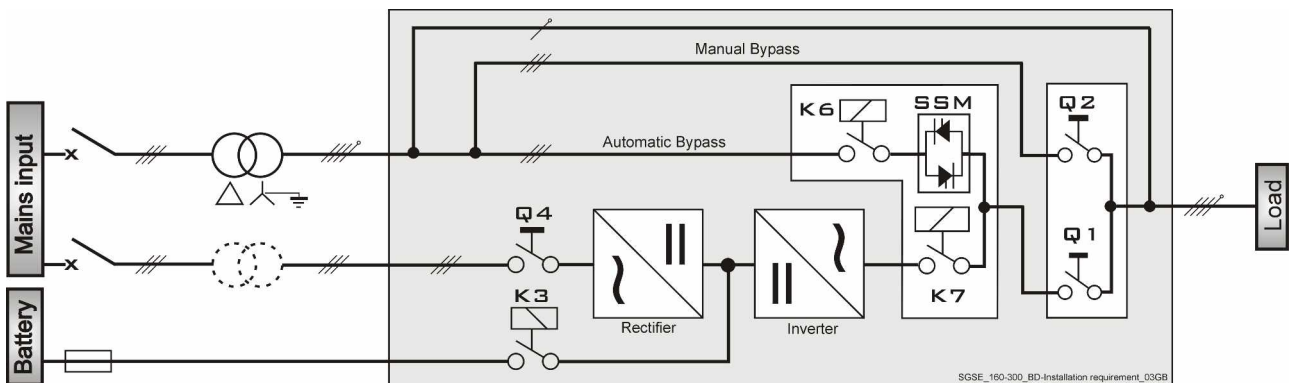 Manual Bypass
K6
SSM
Q2
Mains input
Automatic Bypass
Load
Q4
Q1
K3
K7
Rectifier
Inverter
Battery
SGSE_160-300_BD-Installation requirement_03GB